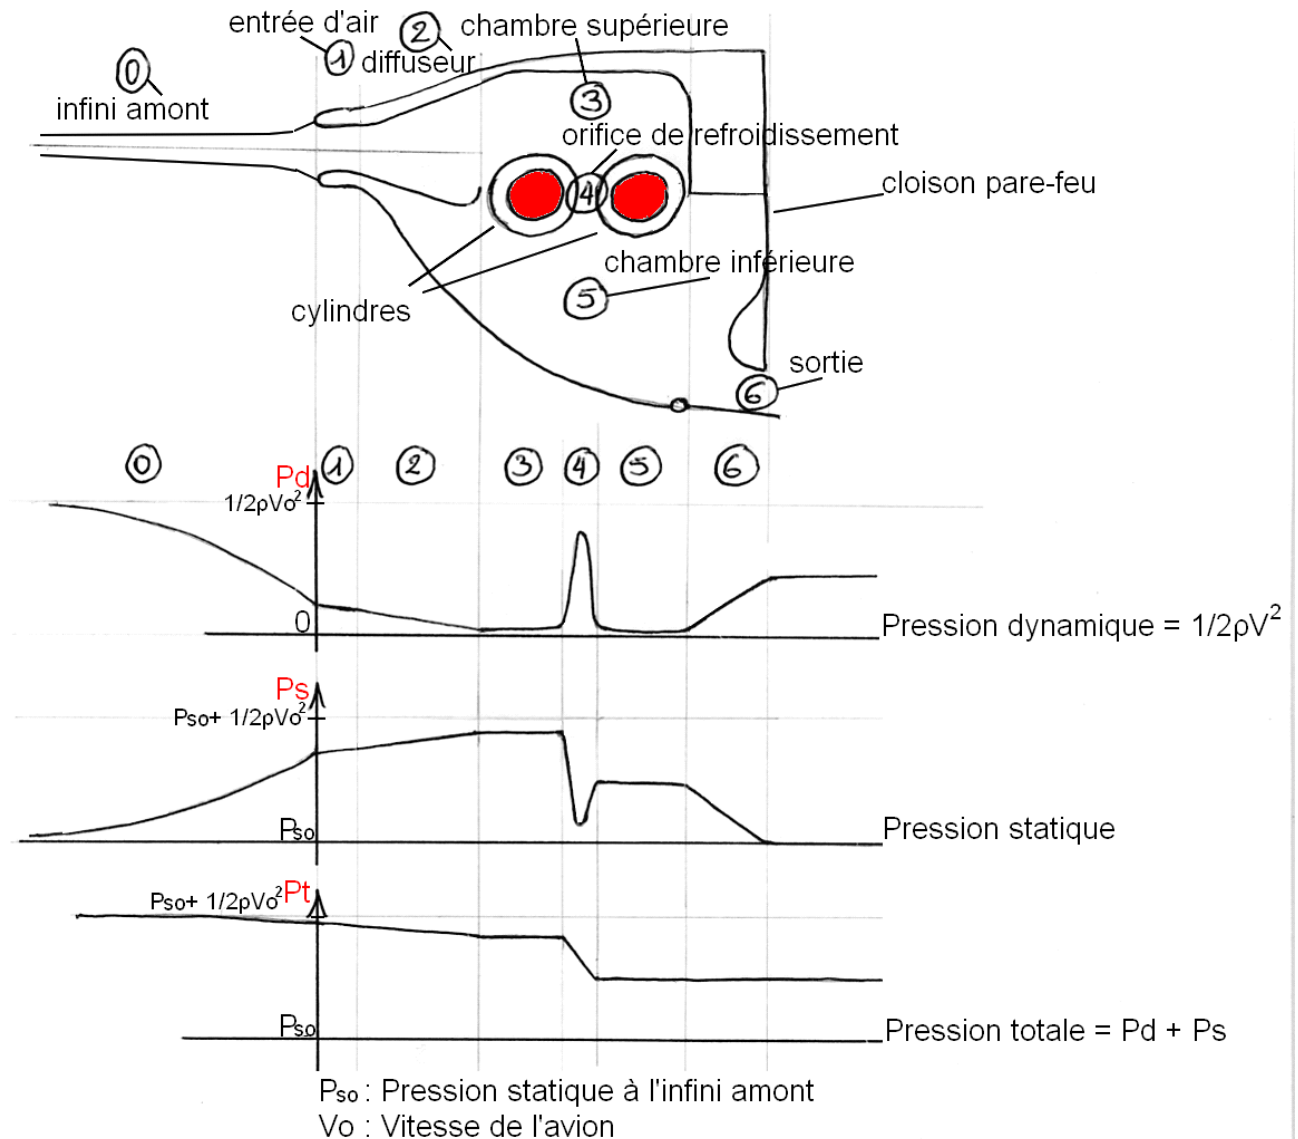 entrée d'air
2
chambre supérieure
1
diffuseur
0
infini amont
3
orifice de refroidissement
4
cloison pare-feu
chambre inférieure
5
cylindres
sortie
6
0 1 2 3 4 5 6
Pd
1/2ρVo²
0
Pression dynamique = 1/2ρV²
Ps
Pso+ 1/2ρVo²
Pso
Pression statique
Pso+ 1/2ρVo² Pt
Pso
Pression totale = Pd + Ps
Pso : Pression statique à l'infini amont
Vo : Vitesse de l'avion